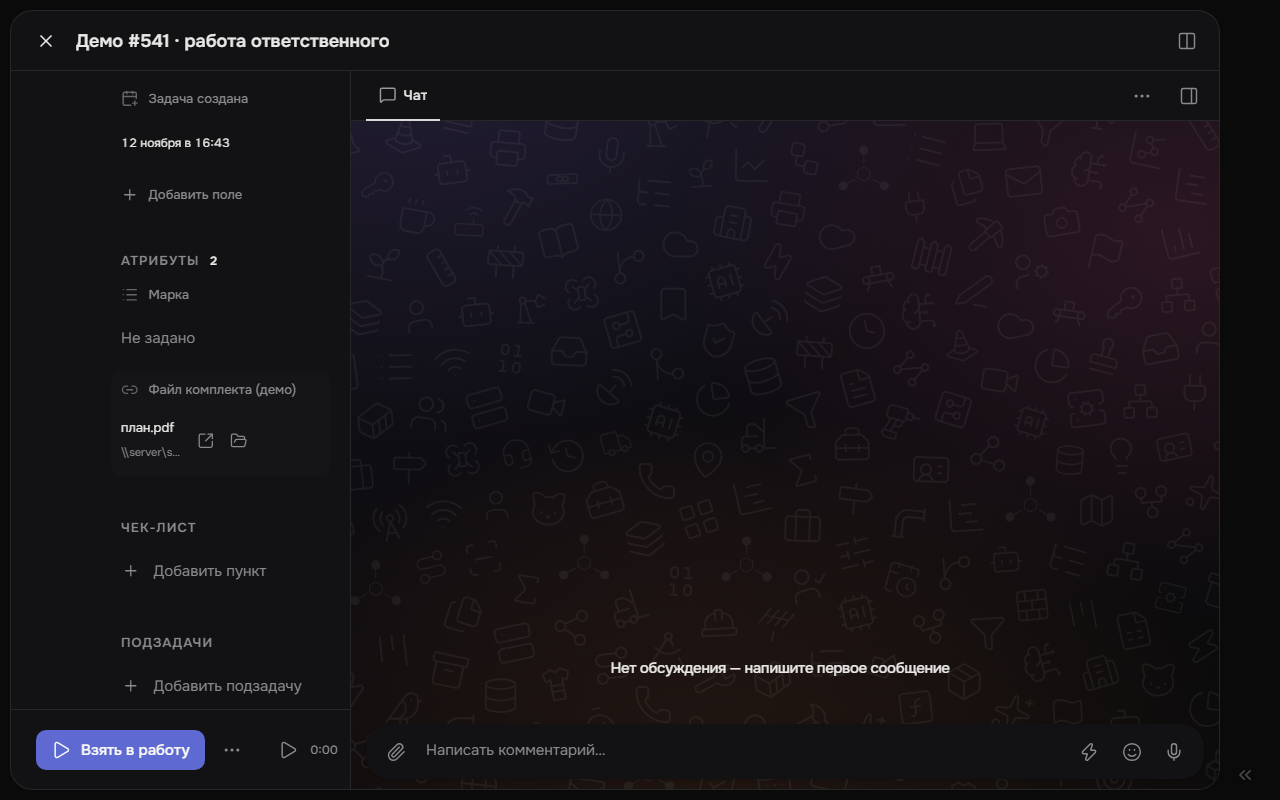 Демо #541 · работа ответственного
Задача создана
12 ноября в 16:43
Добавить поле
АТРИБУТЫ 2
Марка
Не задано
Файл комплекта (демо)
план.pdf
\\server\s...
ЧЕК-ЛИСТ
Добавить пункт
ПОДЗАДАЧИ
Добавить подзадачу
Взять в работу
0:00
Чат
Нет обсуждения — напишите первое сообщение
Написать комментарий...